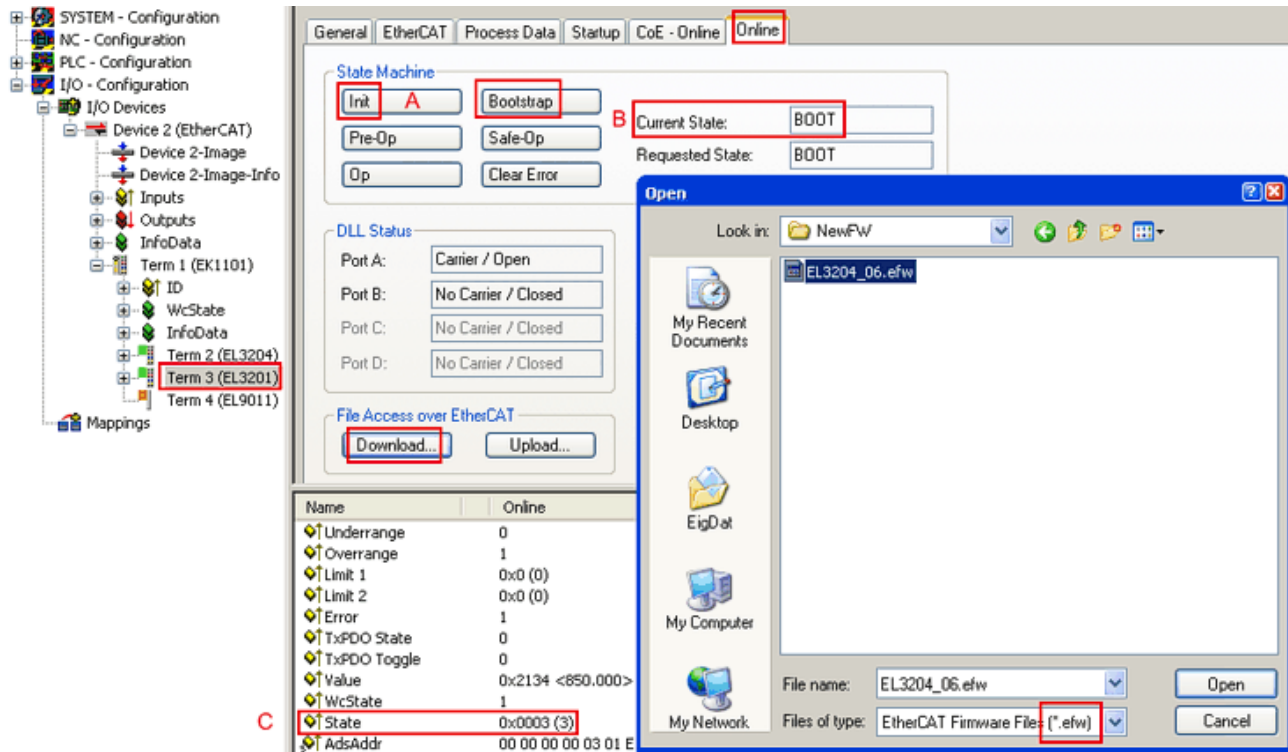 SYSTEM - Configuration
NC - Configuration
PLC - Configuration
I/O - Configuration
I/O Devices
Device 2 (EtherCAT)
Device 2-Image
Device 2-Image-Info
Inputs
Outputs
InfoData
Term 1 (EK1101)
ID
WcState
InfoData
Term 2 (EL3204)
Term 3 (EL3201)
Term 4 (EL9011)
Mappings
General EtherCAT Process Data Startup CoE - Online Online
State Machine
Init A Bootstrap
Pre-Op Safe-Op
Op Clear Error
B Current State: BOOT
Requested State: BOOT
DLL Status
Port A: Carrier / Open
Port B: No Carrier / Closed
Port C: No Carrier / Closed
Port D: No Carrier / Closed
File Access over EtherCAT
Download... Upload...
Name Online
Underrange 0
Overrange 1
Limit 1 0x0 (0)
Limit 2 0x0 (0)
Error 1
TxPDO State 0
TxPDO Toggle 0
Value 0x2134 <850.000>
WcState 1
C State 0x0003 (3)
AdsAddr 00 00 00 00 03 01 E
Open
Look in: NewFW
EL3204_06.efw
My Recent
Documents
Desktop
EigDat
My Computer
My Network
File name: EL3204_06.efw Open
Files of type: EtherCAT Firmware Files (*.efw) Cancel